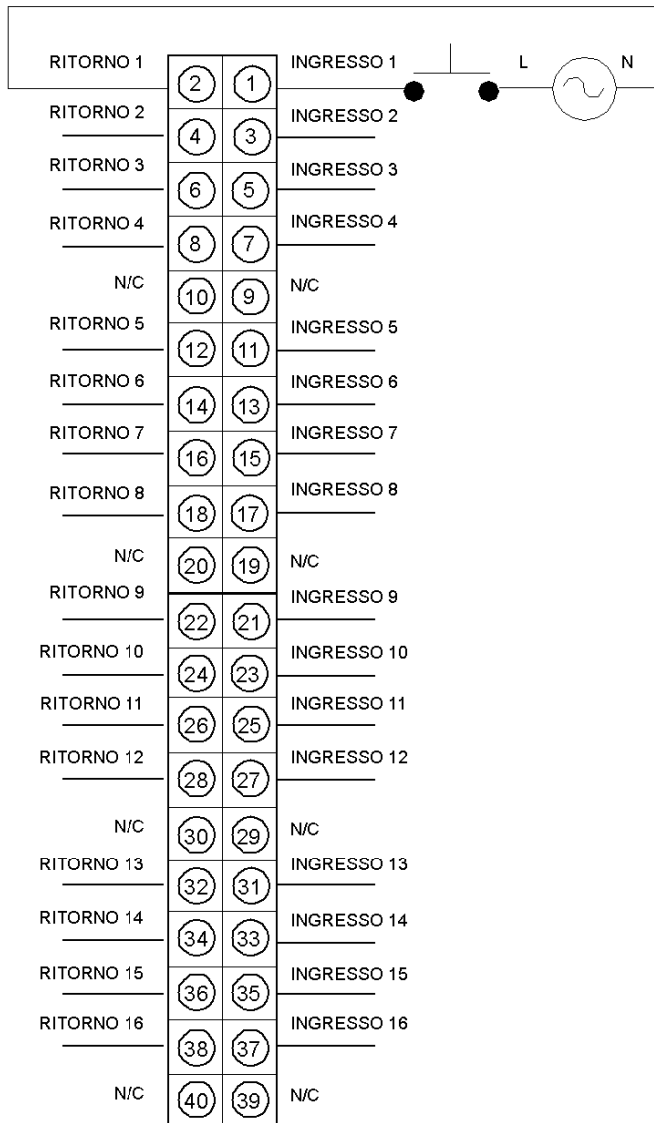 RITORNO 1 2 1 INGRESSO 1 L N
RITORNO 2 4 3 INGRESSO 2
RITORNO 3 6 5 INGRESSO 3
RITORNO 4 8 7 INGRESSO 4
N/C 10 9 N/C
RITORNO 5 12 11 INGRESSO 5
RITORNO 6 14 13 INGRESSO 6
RITORNO 7 16 15 INGRESSO 7
RITORNO 8 18 17 INGRESSO 8
N/C 20 19 N/C
RITORNO 9 22 21 INGRESSO 9
RITORNO 10 24 23 INGRESSO 10
RITORNO 11 26 25 INGRESSO 11
RITORNO 12 28 27 INGRESSO 12
N/C 30 29 N/C
RITORNO 13 32 31 INGRESSO 13
RITORNO 14 34 33 INGRESSO 14
RITORNO 15 36 35 INGRESSO 15
RITORNO 16 38 37 INGRESSO 16
N/C 40 39 N/C